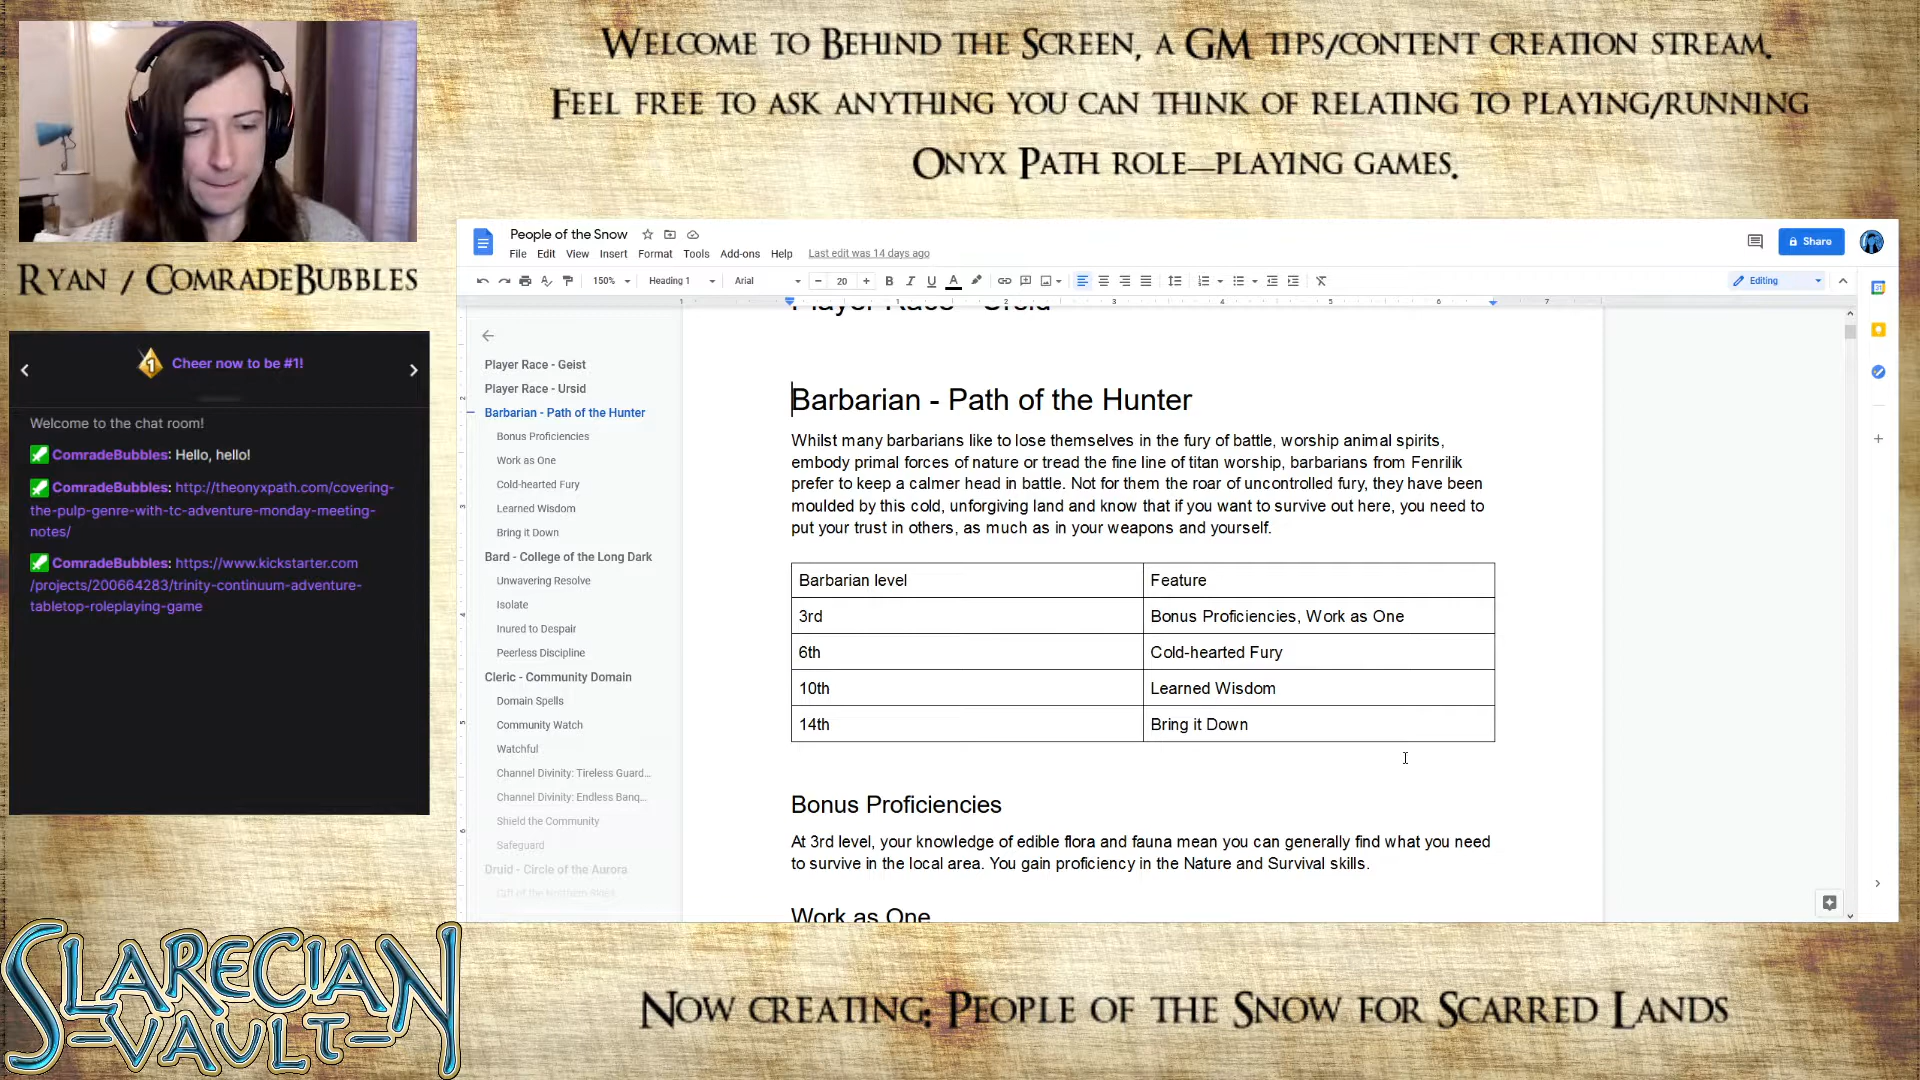 Welcome to Behind the Screen, a GM tips/content creation stream.
Feel free to ask anything you can think of relating to playing/running
Onyx Path role–playing games.
Ryan / ComradeBubbles
Cheer now to be #1!
Welcome to the chat room!
ComradeBubbles: Hello, hello!
ComradeBubbles: http://theonyxpath.com/covering-
the-pulp-genre-with-tc-adventure-monday-meeting-
notes/
ComradeBubbles: https://www.kickstarter.com
/projects/200664283/trinity-continuum-adventure-
tabletop-roleplaying-game
People of the Snow
File Edit View Insert Format Tools Add-ons Help Last edit was 14 days ago
Share
150% Heading 1 Arial 20 Editing
Player Race - Geist
Player Race - Ursid
Barbarian - Path of the Hunter
Bonus Proficiencies
Work as One
Cold-hearted Fury
Learned Wisdom
Bring it Down
Bard - College of the Long Dark
Unwavering Resolve
Isolate
Inured to Despair
Peerless Discipline
Cleric - Community Domain
Domain Spells
Community Watch
Watchful
Channel Divinity: Tireless Guard...
Channel Divinity: Endless Banq...
Shield the Community
Safeguard
Druid - Circle of the Aurora
Gift of the Northern Skies
Player Race - Ursid
Barbarian - Path of the Hunter
Whilst many barbarians like to lose themselves in the fury of battle, worship animal spirits,
embody primal forces of nature or tread the fine line of titan worship, barbarians from Fenrilik
prefer to keep a calmer head in battle. Not for them the roar of uncontrolled fury, they have been
moulded by this cold, unforgiving land and know that if you want to survive out here, you need to
put your trust in others, as much as in your weapons and yourself.
Barbarian level Feature
3rd Bonus Proficiencies, Work as One
6th Cold-hearted Fury
10th Learned Wisdom
14th Bring it Down
Bonus Proficiencies
At 3rd level, your knowledge of edible flora and fauna mean you can generally find what you need
to survive in the local area. You gain proficiency in the Nature and Survival skills.
Work as One
Slarecian
-Vault-
Now creating: People of the Snow for Scarred Lands